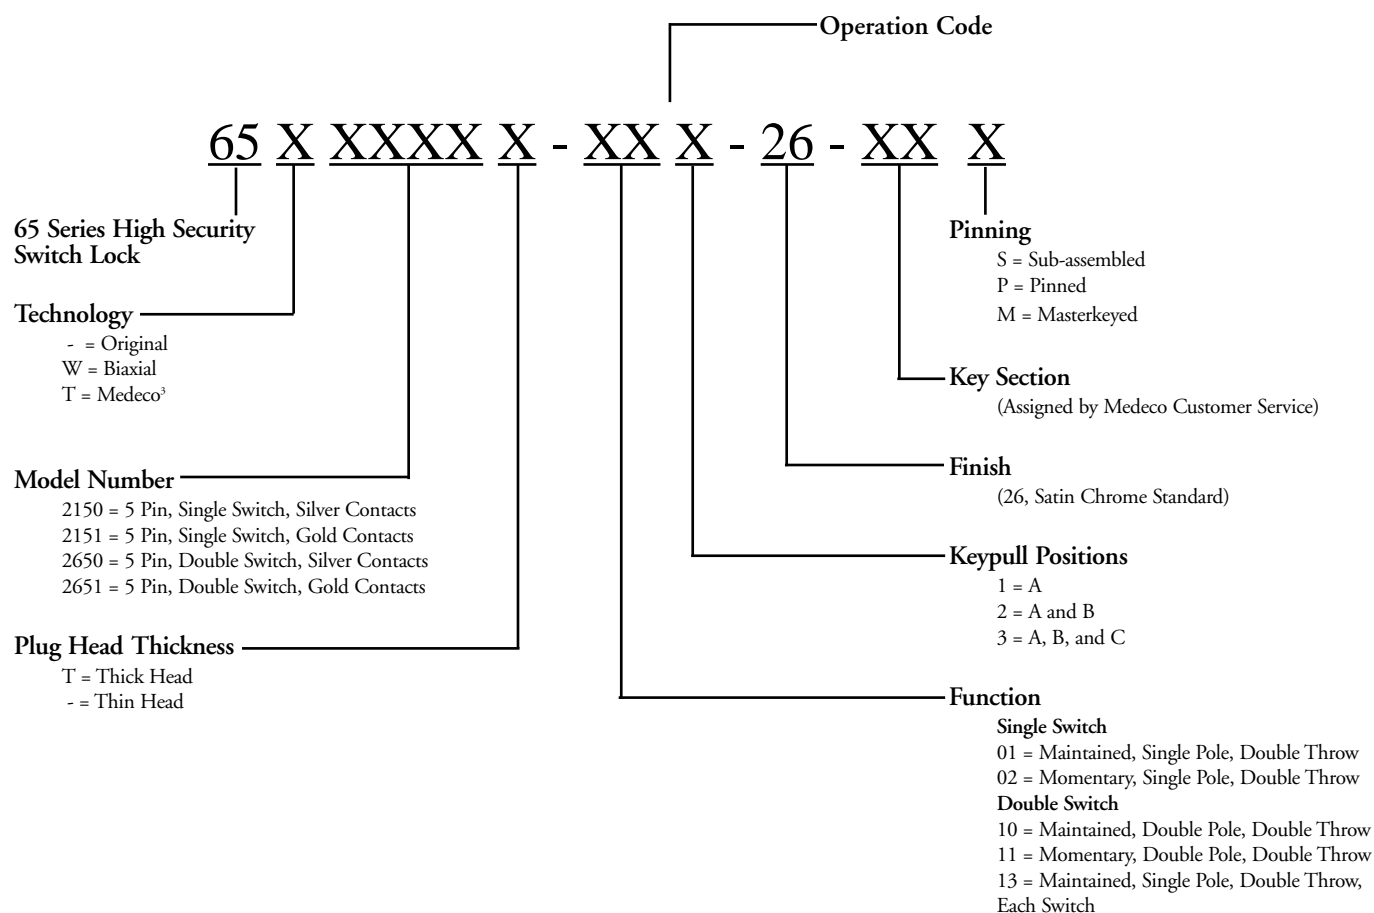 Operation Code
65 X XXXX X - XX X - 26 - XX X
65 Series High Security
Switch Lock
Technology
- = Original
W = Biaxial
T = Medeco³
Model Number
2150 = 5 Pin, Single Switch, Silver Contacts
2151 = 5 Pin, Single Switch, Gold Contacts
2650 = 5 Pin, Double Switch, Silver Contacts
2651 = 5 Pin, Double Switch, Gold Contacts
Plug Head Thickness
T = Thick Head
- = Thin Head
Pinning
S = Sub-assembled
P = Pinned
M = Masterkeyed
Key Section
(Assigned by Medeco Customer Service)
Finish
(26, Satin Chrome Standard)
Keypull Positions
1 = A
2 = A and B
3 = A, B, and C
Function
Single Switch
01 = Maintained, Single Pole, Double Throw
02 = Momentary, Single Pole, Double Throw
Double Switch
10 = Maintained, Double Pole, Double Throw
11 = Momentary, Double Pole, Double Throw
13 = Maintained, Single Pole, Double Throw,
Each Switch